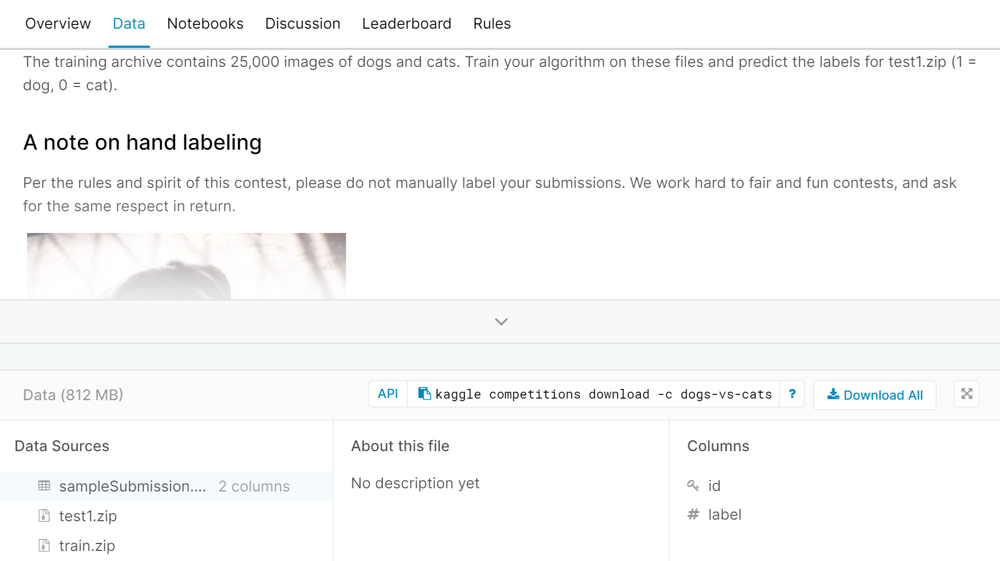 Overview Data Notebooks Discussion Leaderboard Rules
The training archive contains 25,000 images of dogs and cats. Train your algorithm on these files and predict the labels for test1.zip (1 =
dog, 0 = cat).
A note on hand labeling
Per the rules and spirit of this contest, please do not manually label your submissions. We work hard to fair and fun contests, and ask
for the same respect in return.
Data (812 MB) API kaggle competitions download -c dogs-vs-cats ? Download All
Data Sources
sampleSubmission.... 2 columns
test1.zip
train.zip
About this file
No description yet
Columns
id
# label